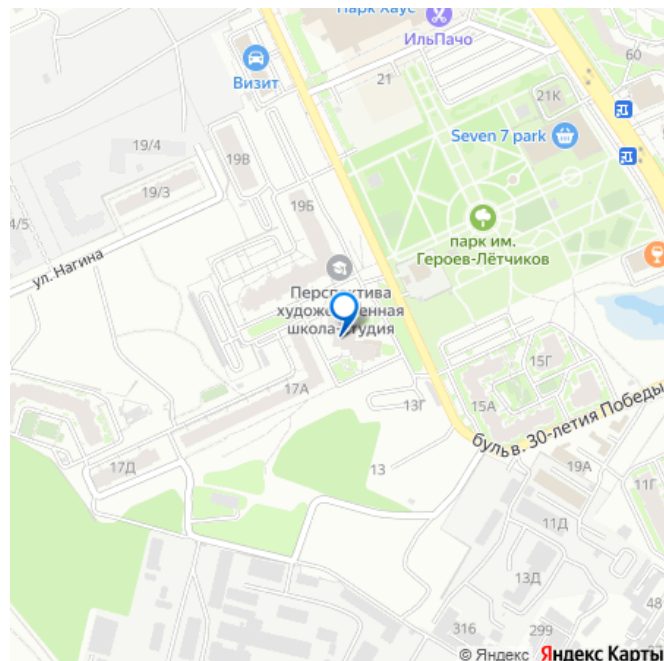 Парк Хаус
ИльПачо
60
Визит
21
21К
19/4
19В
Seven 7 park
19/3
19Б
4/5
парк им.
Героев-Лётчиков
ул. Нагина
Перспектива
художественная
школа-студия
15Г
17А
13Г
15А
бульв. 30-летия Победы
17Д
13
19А
11Г
11Д
13Д
48
316
299
© Яндекс Яндекс Карты